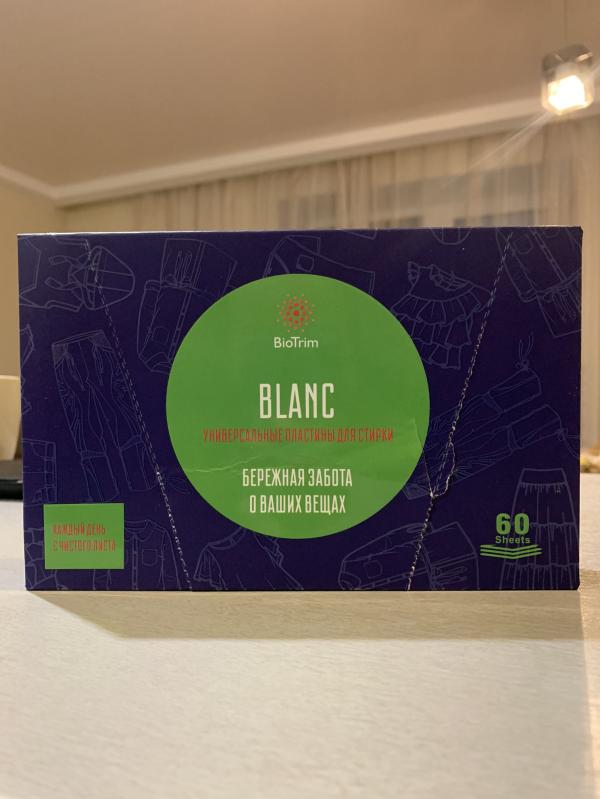 BioTrim
BLANC
УНИВЕРСАЛЬНЫЕ ПЛАСТИНЫ ДЛЯ СТИРКИ
БЕРЕЖНАЯ ЗАБОТА
О ВАШИХ ВЕЩАХ
КАЖДЫЙ ДЕНЬ
С ЧИСТОГО ЛИСТА
60
Sheets